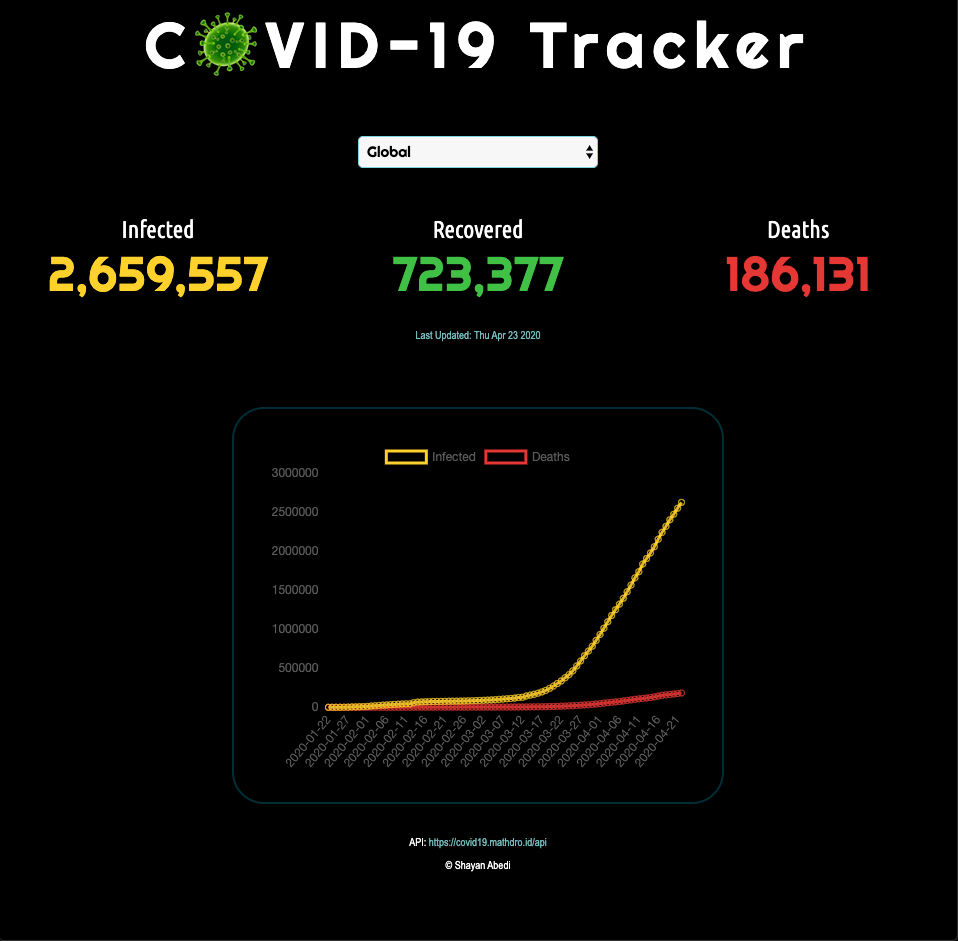 C VID-19 Tracker
Global
Infected
Recovered
Deaths
2,659,557
723,377
186,131
Last Updated: Thu Apr 23 2020
Infected
Deaths
3000000
2500000
2000000
1500000
1000000
500000
0
2020-01-22
2020-01-27
2020-02-01
2020-02-06
2020-02-11
2020-02-16
2020-02-21
2020-02-26
2020-03-02
2020-03-07
2020-03-12
2020-03-17
2020-03-22
2020-03-27
2020-04-01
2020-04-06
2020-04-11
2020-04-16
2020-04-21
API: https://covid19.mathdro.id/api
© Shayan Abedi